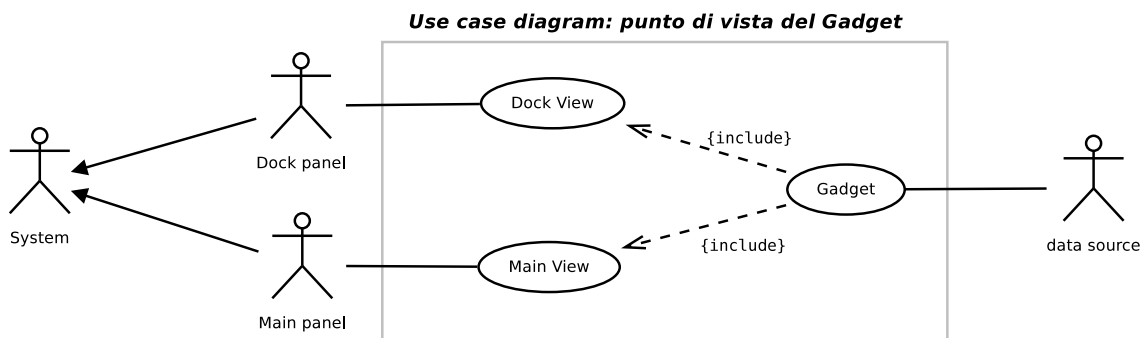 Use case diagram: punto di vista del Gadget
Dock View
{include}
Dock panel
Gadget
System
{include}
data source
Main View
Main panel